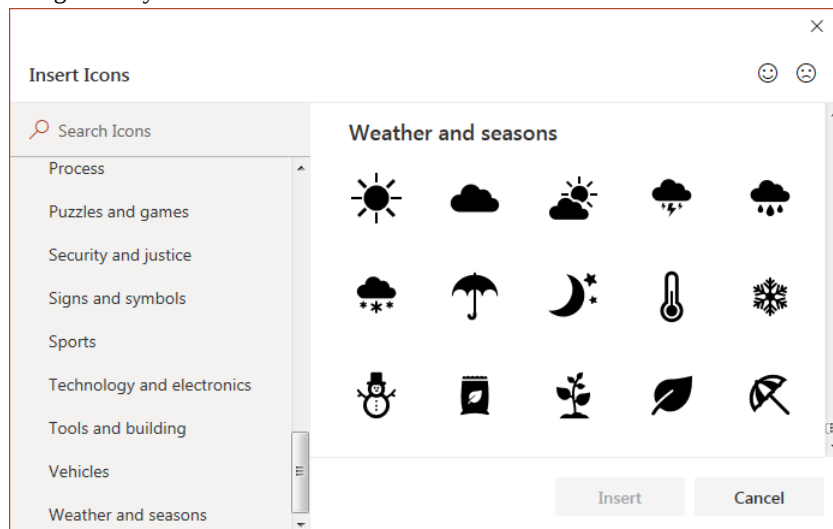 Insert Icons
Search Icons
Process
Puzzles and games
Security and justice
Signs and symbols
Sports
Technology and electronics
Tools and building
Vehicles
Weather and seasons
Weather and seasons
Insert
Cancel